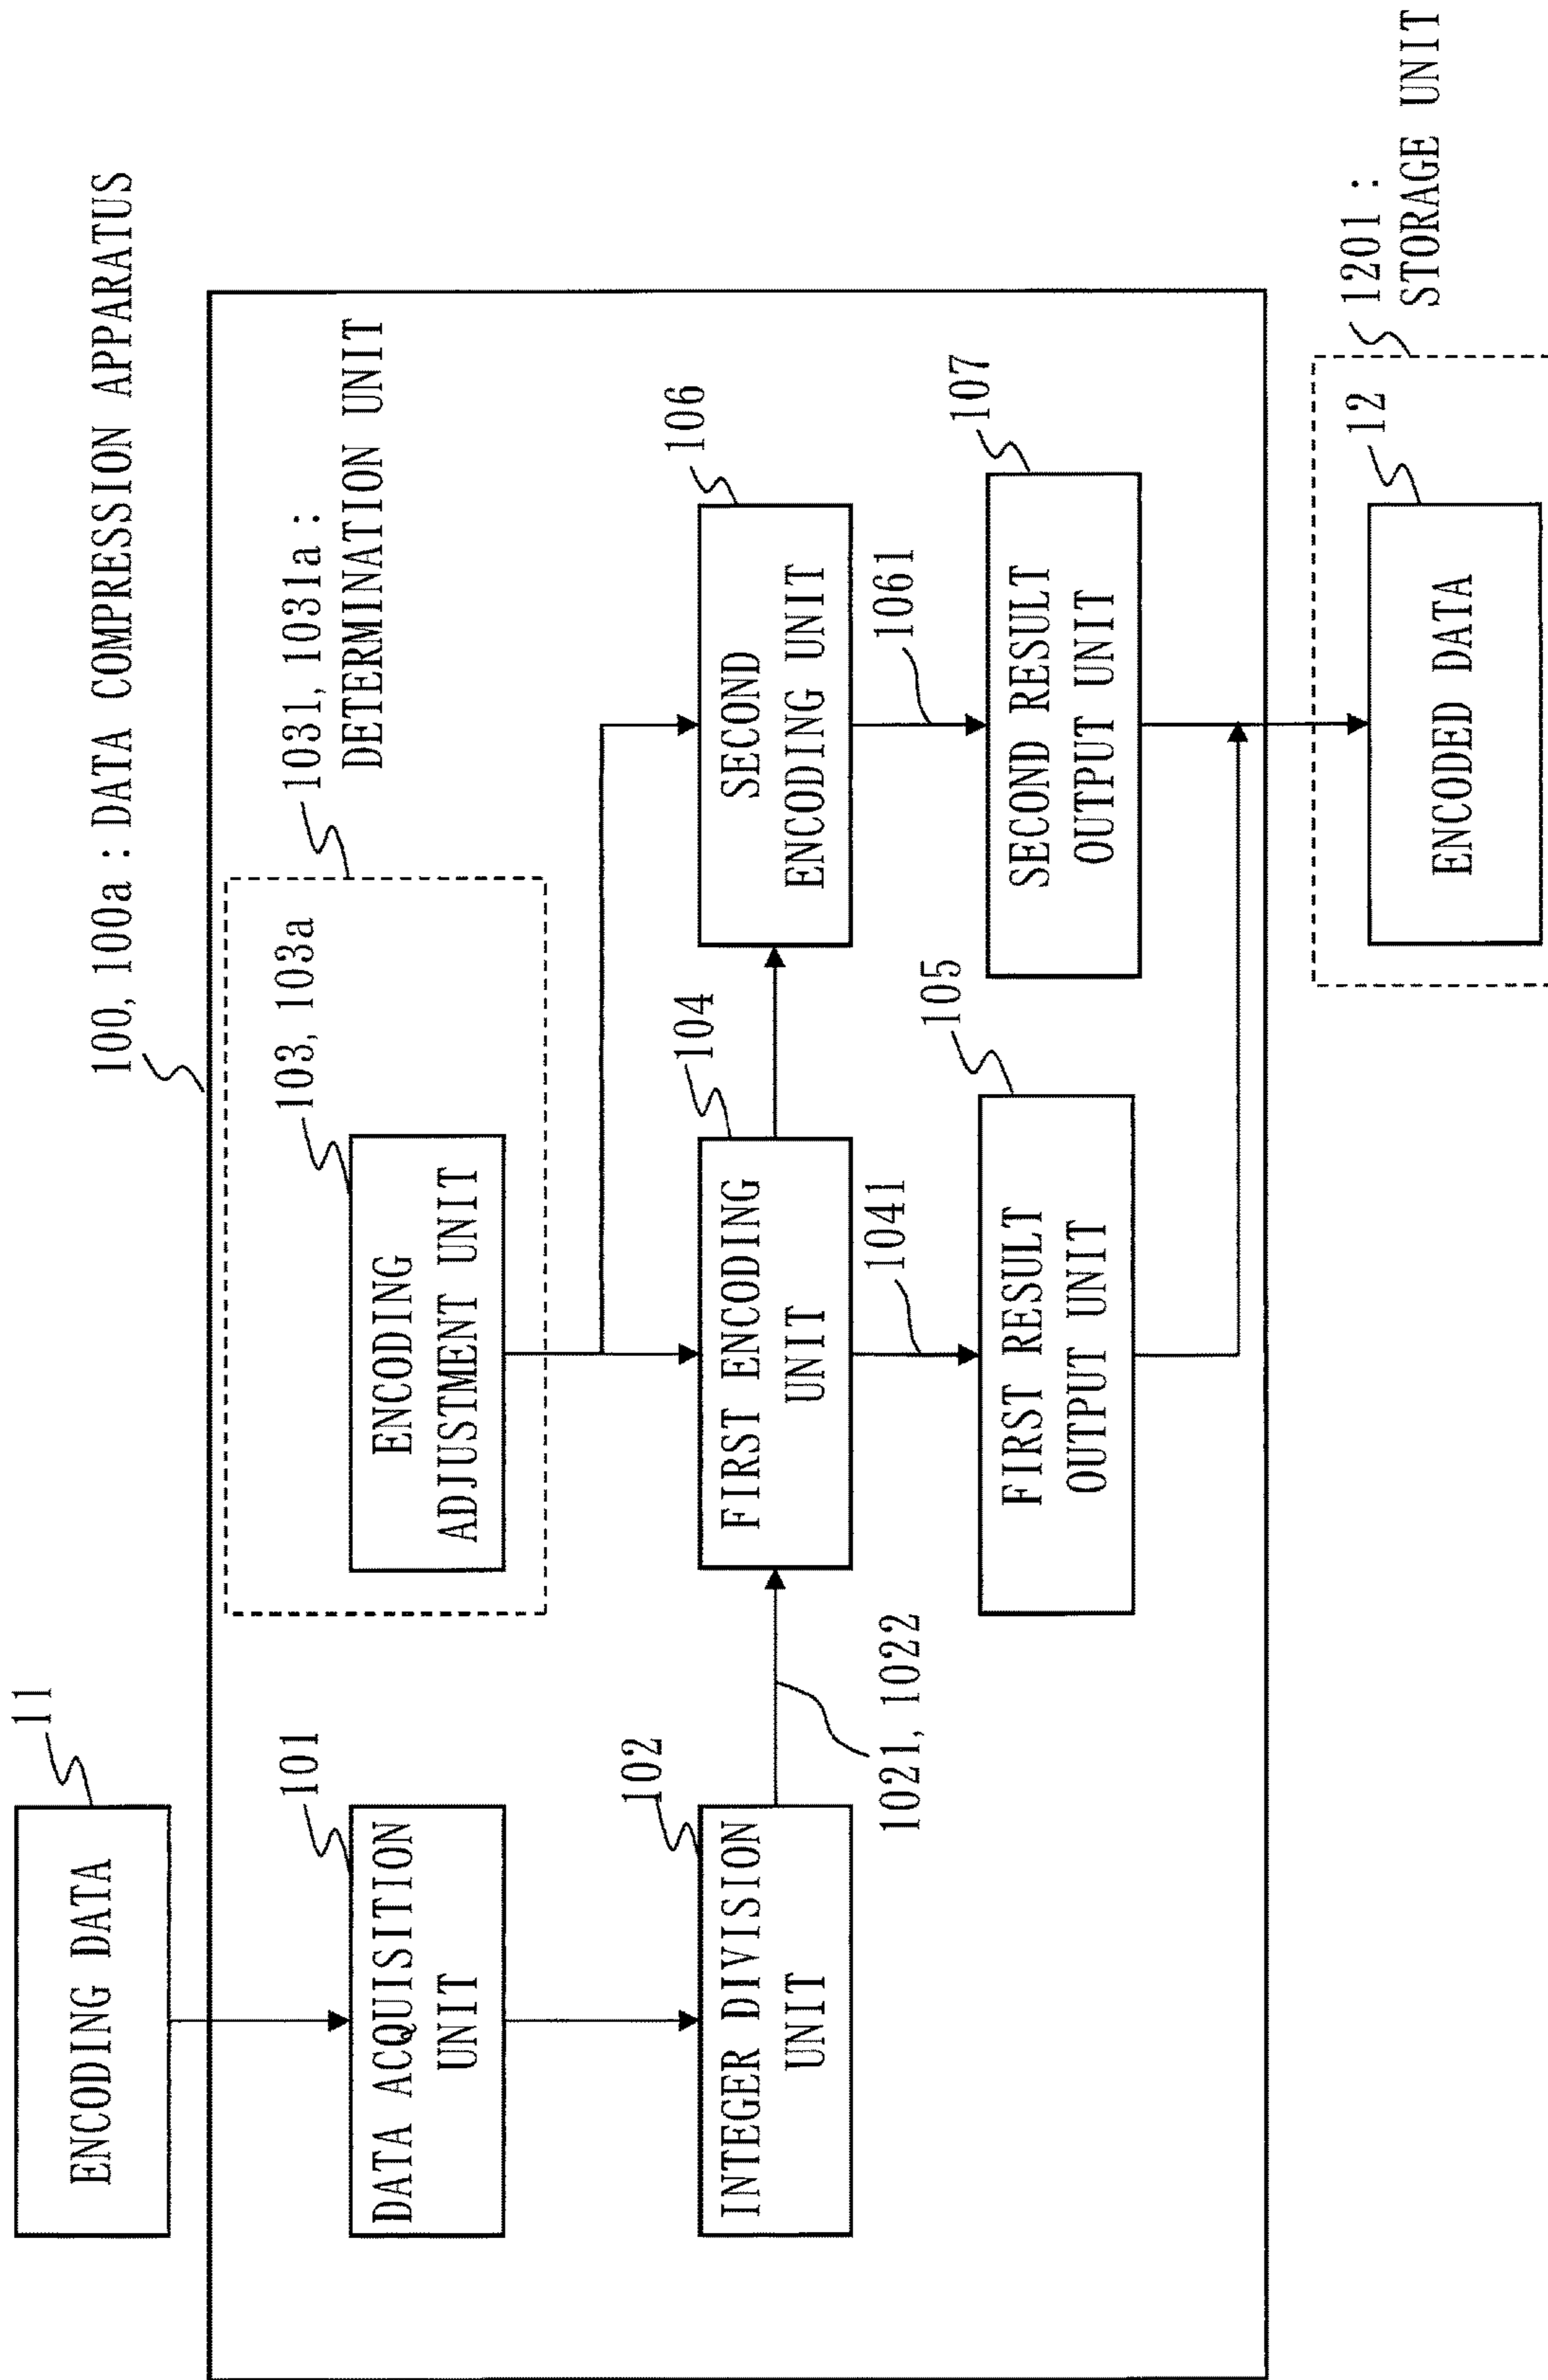 100, 100a : DATA COMPRESSION APPARATUS
11
ENCODING DATA
1031, 1031a :
DETERMINATION UNIT
103, 103a
ENCODING
ADJUSTMENT UNIT
101
DATA ACQUISITION
UNIT
102
INTEGER DIVISION
UNIT
1021, 1022
104
FIRST ENCODING
UNIT
106
SECOND
ENCODING UNIT
1041
1061
105
FIRST RESULT
OUTPUT UNIT
107
SECOND RESULT
OUTPUT UNIT
1201 :
STORAGE UNIT
12
ENCODED DATA